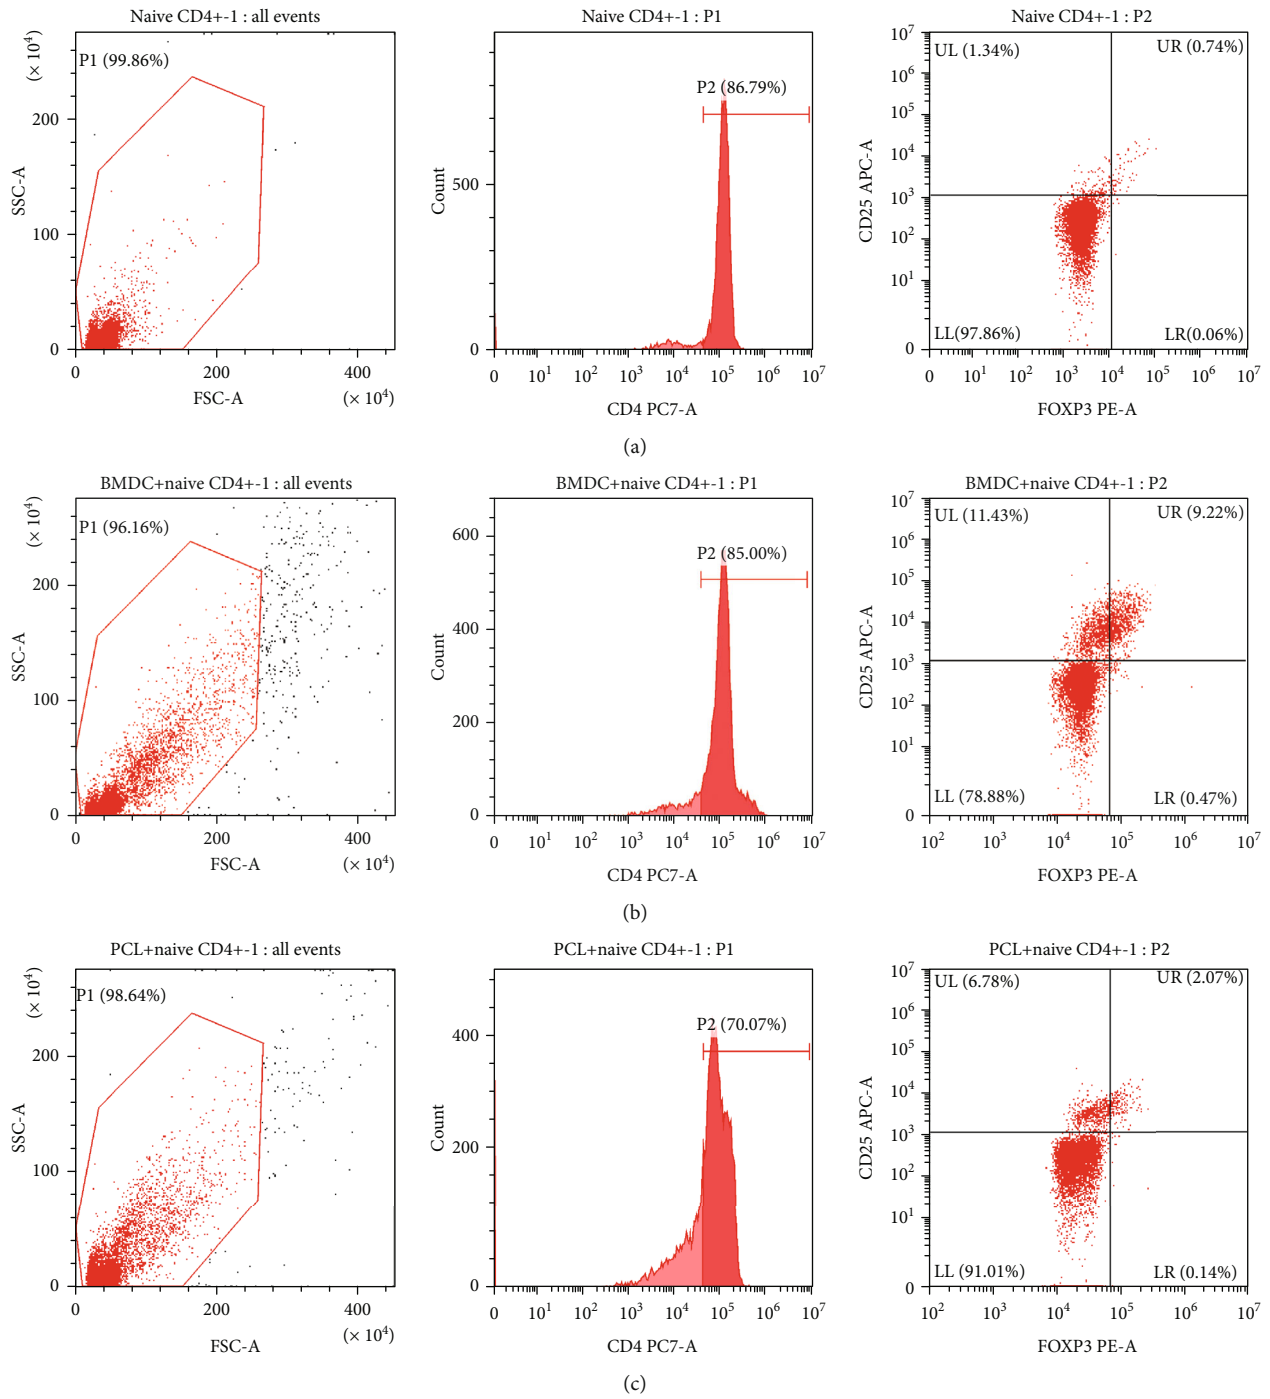 Naive CD4+-1 : all events
P1 (99.86%)
(× 10⁴)
SSC-A
200
100
0
0 200 400
FSC-A (× 10⁴)
Naive CD4+-1 : P1
P2 (86.79%)
Count
500
0
0 10¹ 10² 10³ 10⁴ 10⁵ 10⁶ 10⁷
CD4 PC7-A
Naive CD4+-1 : P2
UL (1.34%) UR (0.74%)
CD25 APC-A
10⁷
10⁶
10⁵
10⁴
10³
10²
10¹
0
LL(97.86%) LR(0.06%)
0 10¹ 10² 10³ 10⁴ 10⁵ 10⁶ 10⁷
FOXP3 PE-A
(a)
BMDC+naive CD4+-1 : all events
P1 (96.16%)
(× 10⁴)
SSC-A
200
100
0
0 200 400
FSC-A (× 10⁴)
BMDC+naive CD4+-1 : P1
P2 (85.00%)
Count
600
400
200
0
0 10¹ 10² 10³ 10⁴ 10⁵ 10⁶ 10⁷
CD4 PC7-A
BMDC+naive CD4+-1 : P2
UL (11.43%) UR (9.22%)
CD25 APC-A
10⁷
10⁶
10⁵
10⁴
10³
10²
10¹
0
LL (78.88%) LR (0.47%)
10² 10³ 10⁴ 10⁵ 10⁶ 10⁷
FOXP3 PE-A
(b)
PCL+naive CD4+-1 : all events
P1 (98.64%)
(× 10⁴)
SSC-A
200
100
0
0 200 400
FSC-A (× 10⁴)
PCL+naive CD4+-1 : P1
P2 (70.07%)
Count
400
200
0
0 10¹ 10² 10³ 10⁴ 10⁵ 10⁶ 10⁷
CD4 PC7-A
PCL+naive CD4+-1 : P2
UL (6.78%) UR (2.07%)
CD25 APC-A
10⁷
10⁶
10⁵
10⁴
10³
10²
10¹
0
LL (91.01%) LR (0.14%)
10² 10³ 10⁴ 10⁵ 10⁶ 10⁷
FOXP3 PE-A
(c)